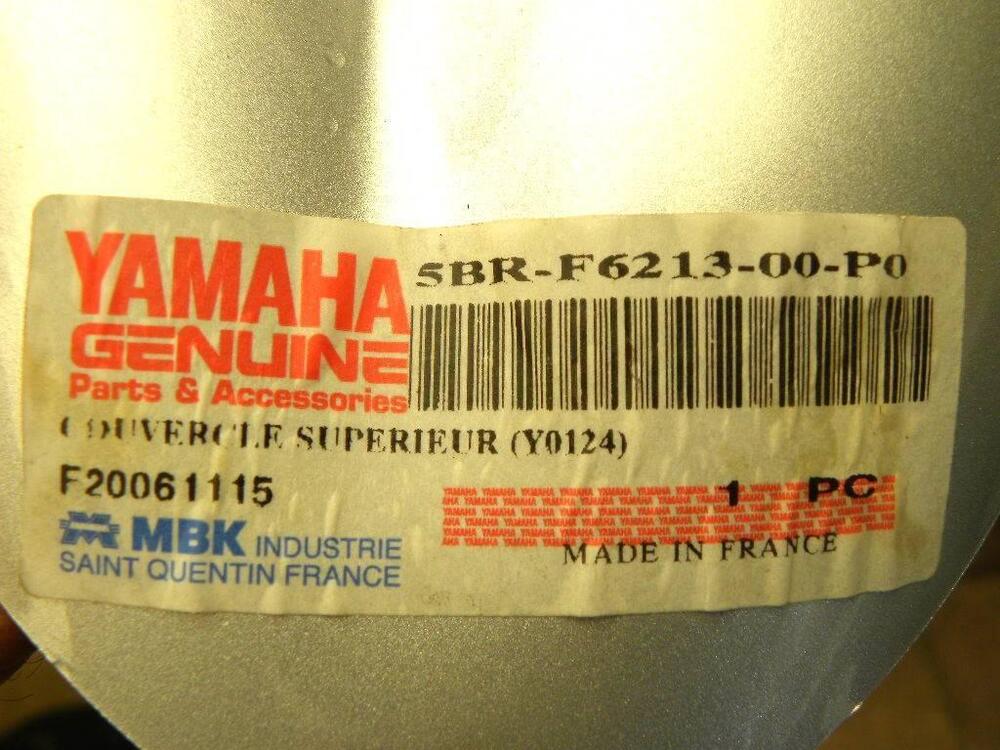 YAMAHA
GENUINE
Parts & Accessories
5BR-F6213-00-P0
COUVERCLE SUPERIEUR (Y0124)
F20061115
1 PC
MBK INDUSTRIE
SAINT QUENTIN FRANCE
MADE IN FRANCE